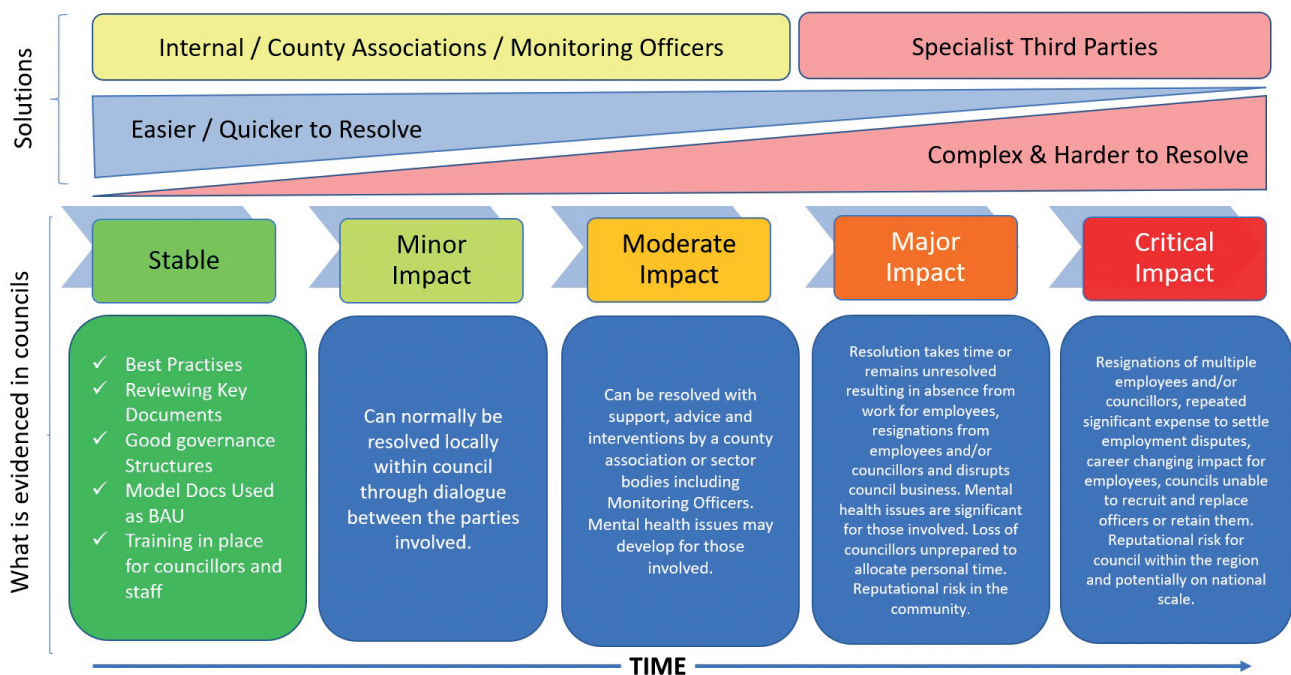 Solutions
Internal / County Associations / Monitoring Officers
Specialist Third Parties
Easier / Quicker to Resolve
Complex & Harder to Resolve
What is evidenced in councils
Stable
Minor
Impact
Moderate
Impact
Major
Impact
Critical
Impact
✓ Best Practises
✓ Reviewing Key
Documents
✓ Good governance
Structures
✓ Model Docs Used
as BAU
✓ Training in place
for councillors and
staff
Can normally be
resolved locally
within council
through dialogue
between the parties
involved.
Can be resolved with
support, advice and
interventions by a county
association or sector
bodies including
Monitoring Officers.
Mental health issues may
develop for those
involved.
Resolution takes time or
remains unresolved
resulting in absence from
work for employees,
resignations from
employees and/or
councillors and disrupts
council business. Mental
health issues are significant
for those involved. Loss of
councillors unprepared to
allocate personal time.
Reputational risk in the
community.
Resignations of multiple
employees and/or
councillors, repeated
significant expense to settle
employment disputes,
career changing impact for
employees, councils unable
to recruit and replace
officers or retain them.
Reputational risk for
council within the region
and potentially on national
scale.
TIME